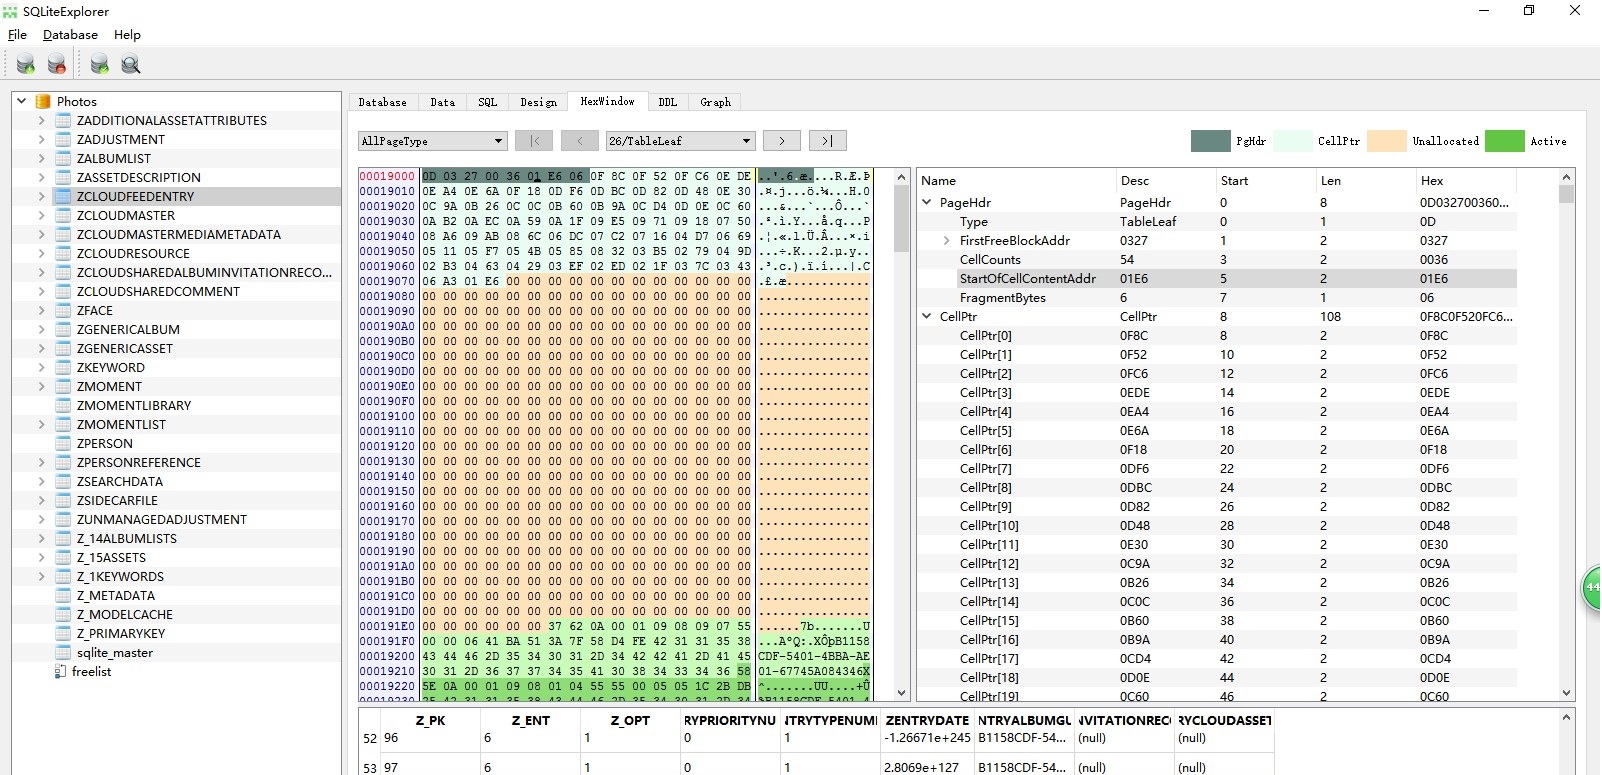 SQLiteExplorer
File Database Help
Photos
ZADDITIONALASSETATTRIBUTES
ZADJUSTMENT
ZALBUMLIST
ZASSETDESCRIPTION
ZCLOUDFEEDENTRY
ZCLOUDMASTER
ZCLOUDMASTERMEDIAMETADATA
ZCLOUDRESOURCE
ZCLOUDSHAREDALBUMINVITATIONRECO...
ZCLOUDSHAREDCOMMENT
ZFACE
ZGENERICALBUM
ZGENERICASSET
ZKEYWORD
ZMOMENT
ZMOMENTLIBRARY
ZMOMENTLIST
ZPERSON
ZPERSONREFERENCE
ZSEARCHDATA
ZSIDECARFILE
ZUNMANAGEDADJUSTMENT
Z_14ALBUMLISTS
Z_15ASSETS
Z_1KEYWORDS
Z_METADATA
Z_MODELCACHE
Z_PRIMARYKEY
sqlite_master
freelist
Database Data SQL Design HexWindow DDL Graph
AllPageType |< < 26/TableLeaf > >|
PgHdr CellPtr Unallocated Active
00019000 0D 03 27 00 36 01 E6 06 0F 8C 0F 52 0F C6 0E DE
00019010 0E A4 0E 6A 0F 18 0D F6 0D BC 0D 82 0D 48 0E 30
00019020 0C 9A 0B 26 0C 0C 0B 60 0B 9A 0C D4 0D 0E 0C 60
00019030 0A B2 0A EC 0A 59 0A 1F 09 E5 09 71 09 18 07 50
00019040 08 A6 09 AB 08 6C 06 DC 07 C2 07 16 04 D7 06 69
00019050 05 11 05 F7 05 4B 05 85 08 32 03 B5 02 79 04 9D
00019060 02 B3 04 63 04 29 03 EF 02 ED 02 1F 03 7C 03 43
00019070 06 A3 01 E6 00 00 00 00 00 00 00 00 00 00 00 00
00019080 00 00 00 00 00 00 00 00 00 00 00 00 00 00 00 00
00019090 00 00 00 00 00 00 00 00 00 00 00 00 00 00 00 00
000190A0 00 00 00 00 00 00 00 00 00 00 00 00 00 00 00 00
000190B0 00 00 00 00 00 00 00 00 00 00 00 00 00 00 00 00
000190C0 00 00 00 00 00 00 00 00 00 00 00 00 00 00 00 00
000190D0 00 00 00 00 00 00 00 00 00 00 00 00 00 00 00 00
000190E0 00 00 00 00 00 00 00 00 00 00 00 00 00 00 00 00
000190F0 00 00 00 00 00 00 00 00 00 00 00 00 00 00 00 00
00019100 00 00 00 00 00 00 00 00 00 00 00 00 00 00 00 00
00019110 00 00 00 00 00 00 00 00 00 00 00 00 00 00 00 00
00019120 00 00 00 00 00 00 00 00 00 00 00 00 00 00 00 00
00019130 00 00 00 00 00 00 00 00 00 00 00 00 00 00 00 00
00019140 00 00 00 00 00 00 00 00 00 00 00 00 00 00 00 00
00019150 00 00 00 00 00 00 00 00 00 00 00 00 00 00 00 00
00019160 00 00 00 00 00 00 00 00 00 00 00 00 00 00 00 00
00019170 00 00 00 00 00 00 00 00 00 00 00 00 00 00 00 00
00019180 00 00 00 00 00 00 00 00 00 00 00 00 00 00 00 00
00019190 00 00 00 00 00 00 00 00 00 00 00 00 00 00 00 00
000191A0 00 00 00 00 00 00 00 00 00 00 00 00 00 00 00 00
000191B0 00 00 00 00 00 00 00 00 00 00 00 00 00 00 00 00
000191C0 00 00 00 00 00 00 00 00 00 00 00 00 00 00 00 00
000191D0 00 00 00 00 00 00 00 00 00 00 00 00 00 00 00 00
000191E0 00 00 00 00 00 00 37 62 0A 00 01 09 08 09 07 55 ......7b.......U
000191F0 00 00 06 41 BA 51 3A 7F 58 D4 FE 42 31 31 35 38 ...AºQ:.XÔþB1158
00019200 43 44 46 2D 35 34 30 31 2D 34 42 42 41 2D 41 45 CDF-5401-4BBA-AE
00019210 30 31 2D 36 37 37 34 35 41 30 38 34 33 34 36 58 01-67745A084346X
00019220 5E 0A 00 01 09 08 01 04 55 55 00 05 05 1C 2B DB ^.......UU....+Û
Name Desc Start Len Hex
PageHdr PageHdr 0 8 0D032700360...
Type TableLeaf 0 1 0D
FirstFreeBlockAddr 0327 1 2 0327
CellCounts 54 3 2 0036
StartOfCellContentAddr 01E6 5 2 01E6
FragmentBytes 6 7 1 06
CellPtr CellPtr 8 108 0F8C0F520FC6...
CellPtr[0] 0F8C 8 2 0F8C
CellPtr[1] 0F52 10 2 0F52
CellPtr[2] 0FC6 12 2 0FC6
CellPtr[3] 0EDE 14 2 0EDE
CellPtr[4] 0EA4 16 2 0EA4
CellPtr[5] 0E6A 18 2 0E6A
CellPtr[6] 0F18 20 2 0F18
CellPtr[7] 0DF6 22 2 0DF6
CellPtr[8] 0DBC 24 2 0DBC
CellPtr[9] 0D82 26 2 0D82
CellPtr[10] 0D48 28 2 0D48
CellPtr[11] 0E30 30 2 0E30
CellPtr[12] 0C9A 32 2 0C9A
CellPtr[13] 0B26 34 2 0B26
CellPtr[14] 0C0C 36 2 0C0C
CellPtr[15] 0B60 38 2 0B60
CellPtr[16] 0B9A 40 2 0B9A
CellPtr[17] 0CD4 42 2 0CD4
CellPtr[18] 0D0E 44 2 0D0E
CellPtr[19] 0C60 46 2 0C60
44
Z_PK Z_ENT Z_OPT RYPRIORITYNU NTRYTYPENUMI ZENTRYDATE NTRYALBUMGU NVITATIONRECO RYCLOUDASSET
52 96 6 1 0 1 -1.26671e+245 B1158CDF-54... (null) (null)
53 97 6 1 0 1 2.8069e+127 B1158CDF-54... (null) (null)